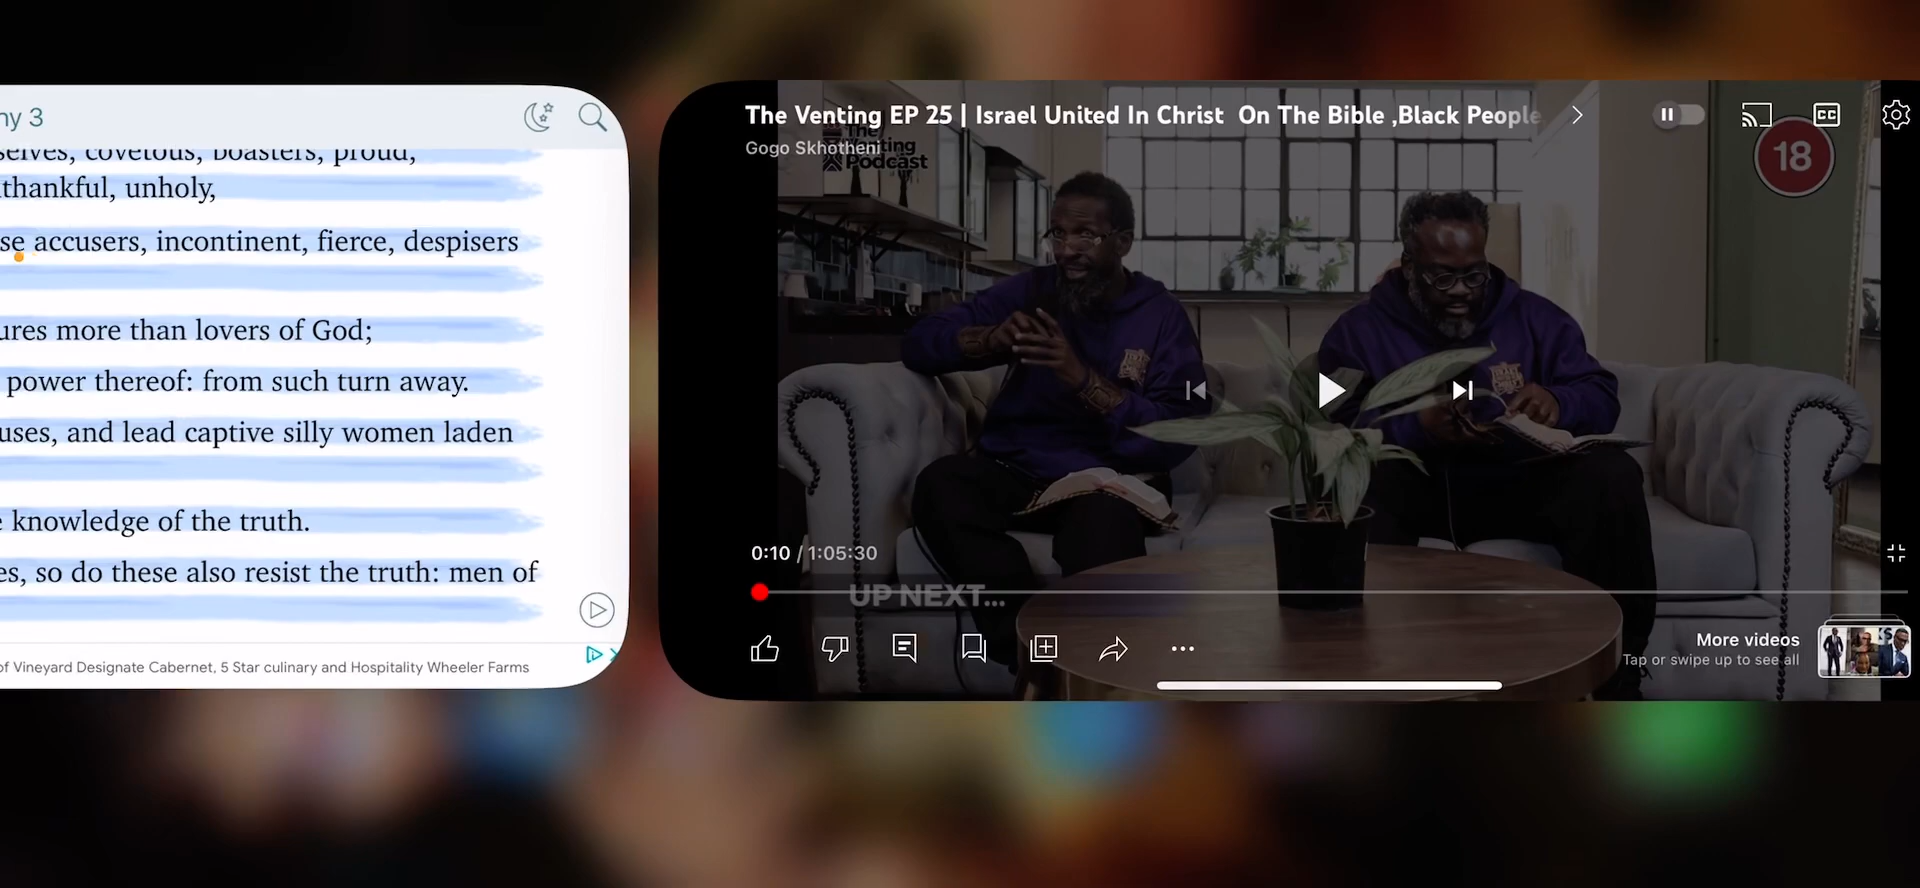 ny 3
selves, covetous, boasters, proud,
thankful, unholy,
se accusers, incontinent, fierce, despisers
ures more than lovers of God;
power thereof: from such turn away.
uses, and lead captive silly women laden
e knowledge of the truth.
es, so do these also resist the truth: men of
of Vineyard Designate Cabernet, 5 Star culinary and Hospitality Wheeler Farms
The Venting EP 25 | Israel United In Christ On The Bible ,Black People
Gogo Skhotheni
The
Venting
Podcast
CC
18
0:10 / 1:05:30
UP NEXT...
More videos
Tap or swipe up to see all